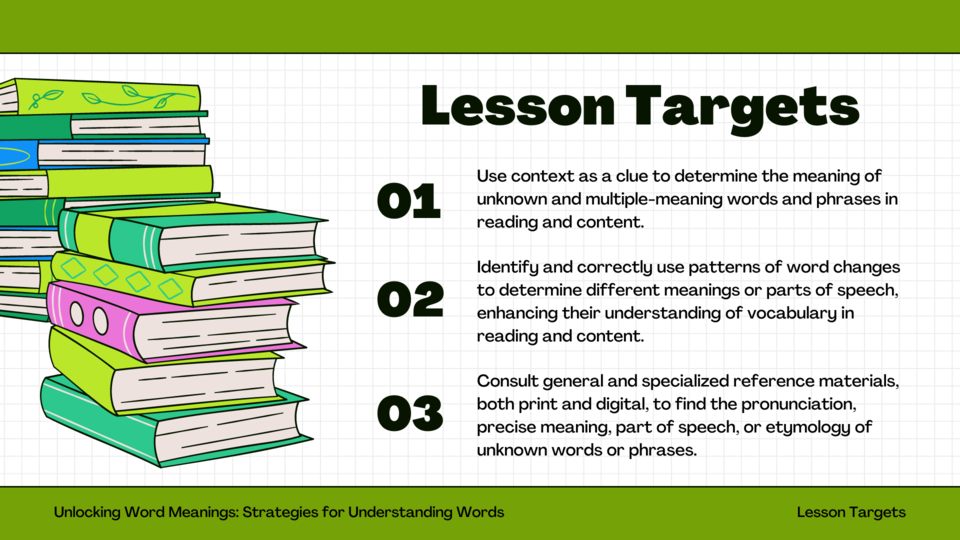 Lesson Targets
01
Use context as a clue to determine the meaning of
unknown and multiple-meaning words and phrases in
reading and content.
02
Identify and correctly use patterns of word changes
to determine different meanings or parts of speech,
enhancing their understanding of vocabulary in
reading and content.
03
Consult general and specialized reference materials,
both print and digital, to find the pronunciation,
precise meaning, part of speech, or etymology of
unknown words or phrases.
Unlocking Word Meanings: Strategies for Understanding Words
Lesson Targets